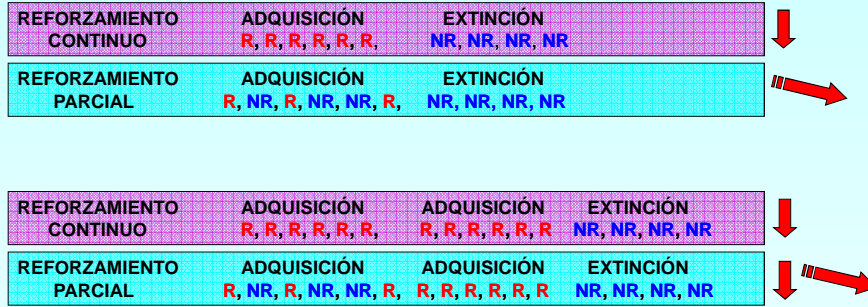 REFORZAMIENTO ADQUISICIÓN EXTINCIÓN
CONTINUO R, R, R, R, R, R, NR, NR, NR, NR
REFORZAMIENTO ADQUISICIÓN EXTINCIÓN
PARCIAL R, NR, R, NR, NR, R, NR, NR, NR, NR
REFORZAMIENTO ADQUISICIÓN ADQUISICIÓN EXTINCIÓN
CONTINUO R, R, R, R, R, R, R, R, R, R, R, R NR, NR, NR, NR
REFORZAMIENTO ADQUISICIÓN ADQUISICIÓN EXTINCIÓN
PARCIAL R, NR, R, NR, NR, R, R, R, R, R, R, R NR, NR, NR, NR